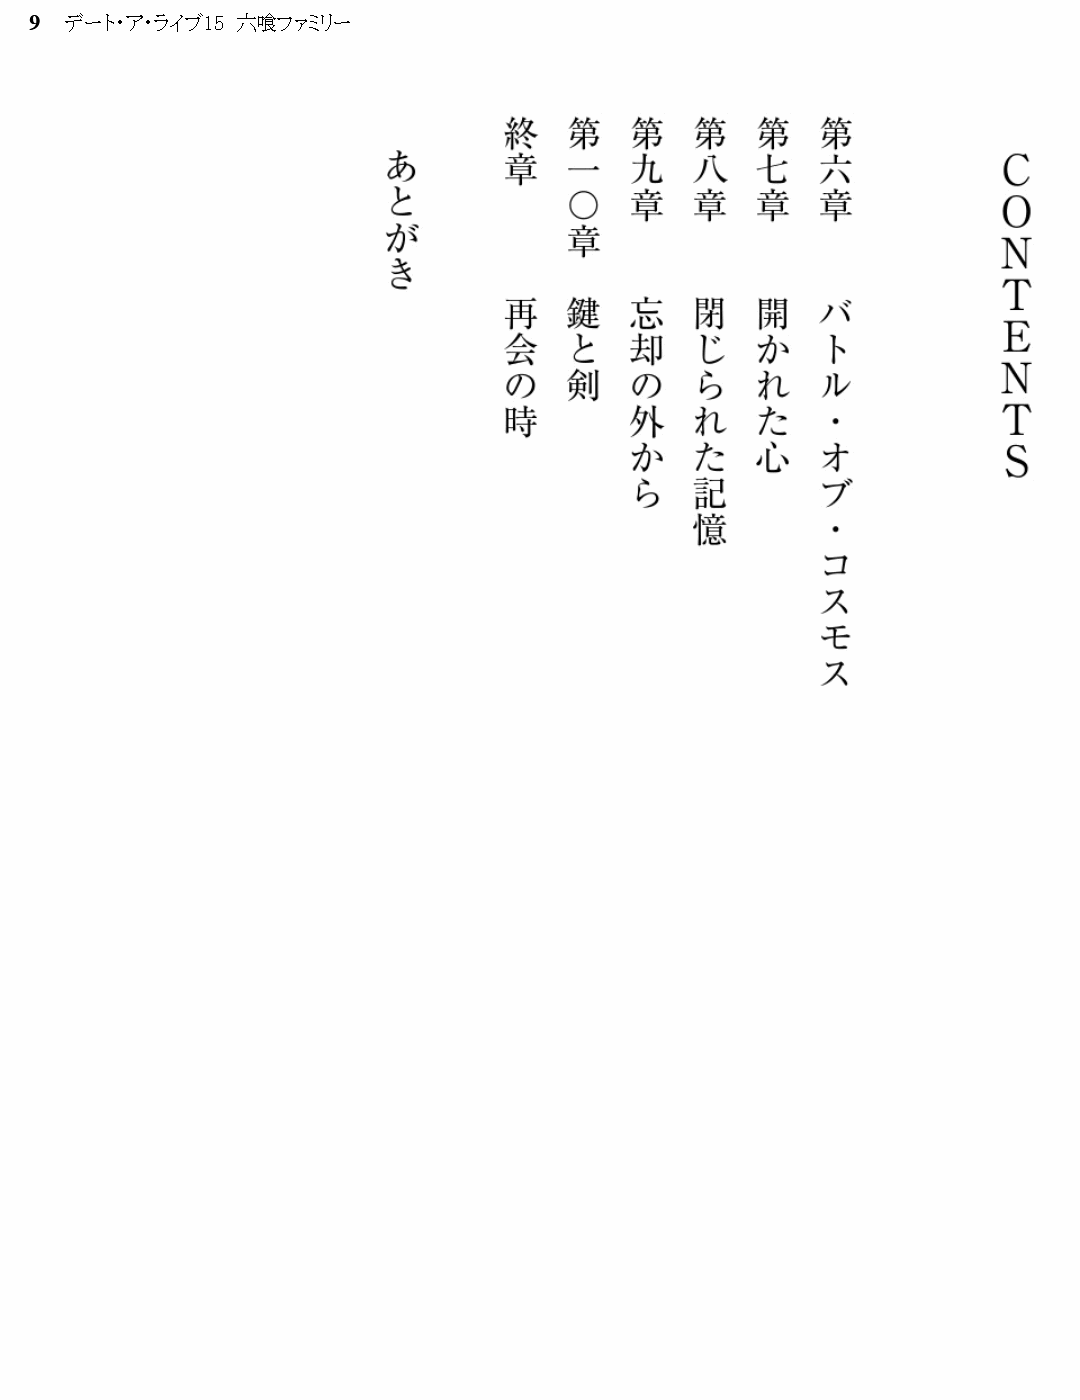 9 デート・ア・ライブ15 六喰ファミリー
CONTENTS
第六章 バトル・オブ・コスモス
第七章 開かれた心
第八章 閉じられた記憶
第九章 忘却の外から
第一〇章 鍵と剣
終章 再会の時
あとがき